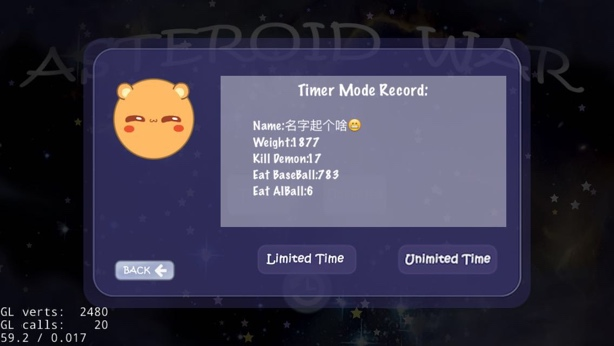 ASTEROID WAR
Timer Mode Record:
Name:名字起个啥😄
Weight:1877
Kill Demon:17
Eat BaseBall:783
Eat AIBall:6
Limited Time
Unimited Time
BACK
GL verts: 2480
GL calls: 20
59.2 / 0.017